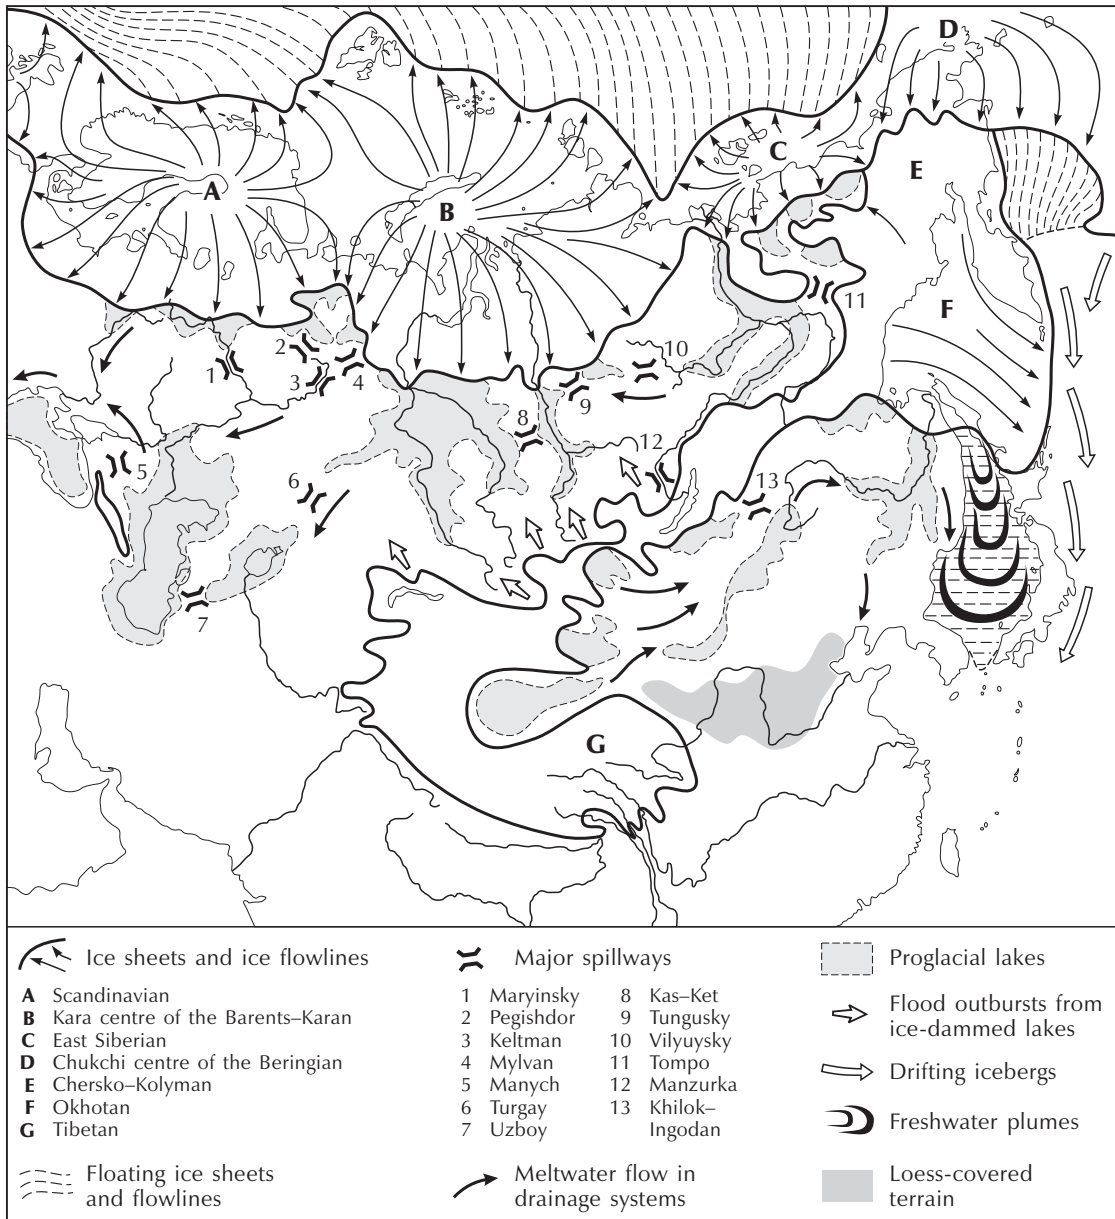 D
C
E
A
B
F
11
2
10
1
3
4
9
8
12
5
6
13
7
G
Ice sheets and ice flowlines
A Scandinavian
B Kara centre of the Barents–Karan
C East Siberian
D Chukchi centre of the Beringian
E Chersko–Kolyman
F Okhotan
G Tibetan
Floating ice sheets
and flowlines
Major spillways
1 Maryinsky
2 Pegishdor
3 Keltman
4 Mylvan
5 Manych
6 Turgay
7 Uzboy
8 Kas–Ket
9 Tungusky
10 Vilyuysky
11 Tompo
12 Manzurka
13 Khilok–
Ingodan
Meltwater flow in
drainage systems
Proglacial lakes
Flood outbursts from
ice-dammed lakes
Drifting icebergs
Freshwater plumes
Loess-covered
terrain